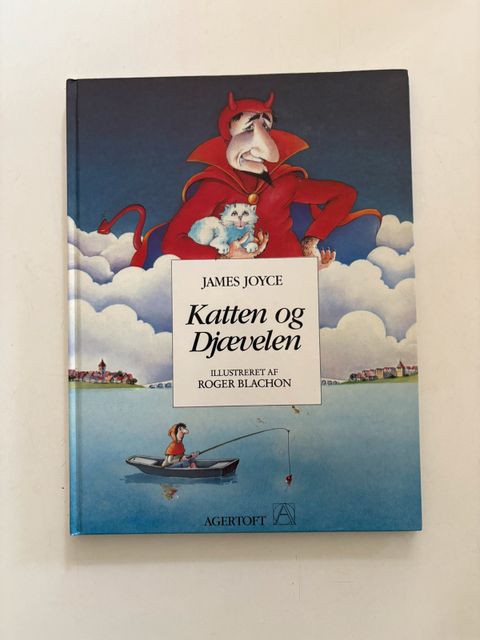 JAMES JOYCE
Katten og
Djævelen
ILLUSTRERET AF
ROGER BLACHON
AGERTOFT